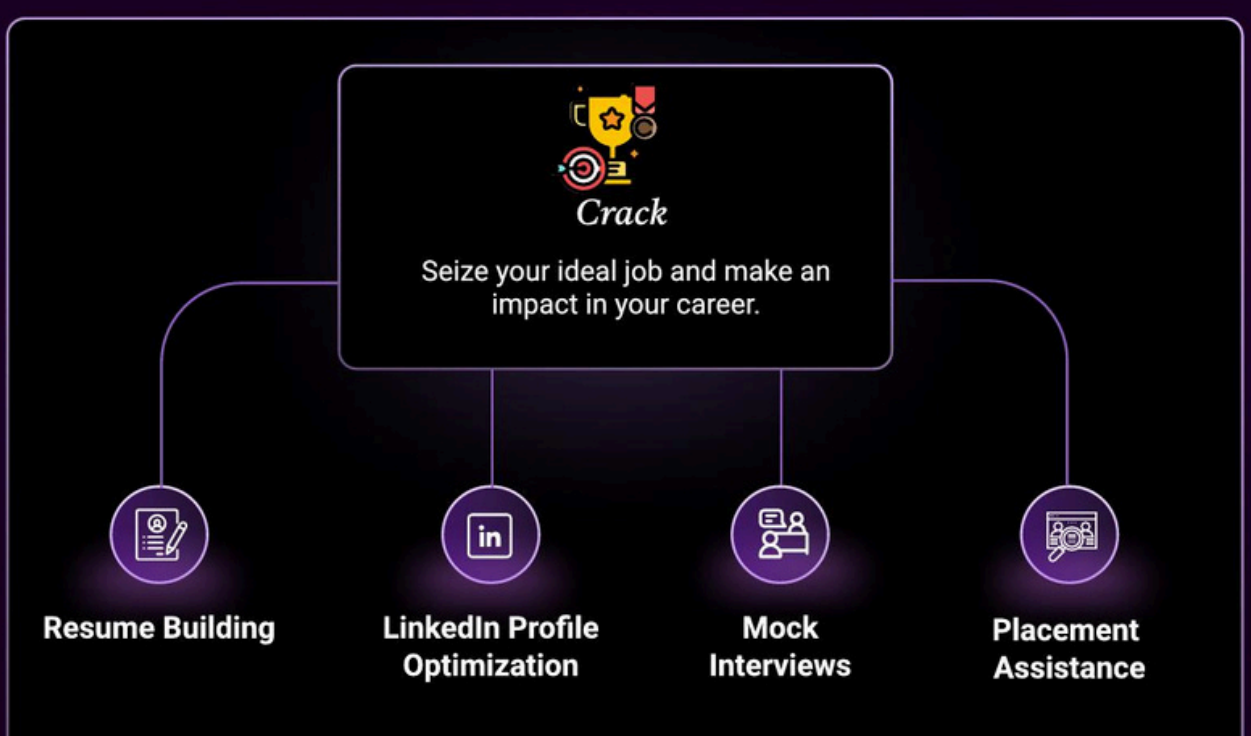 Crack
Seize your ideal job and make an
impact in your career.
in
Resume Building
LinkedIn Profile
Optimization
Mock
Interviews
Placement
Assistance